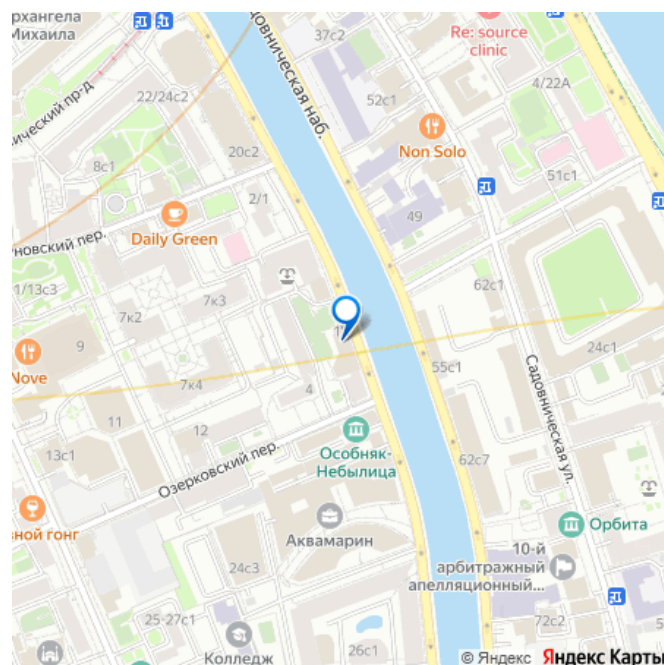 рхангела
Михаила
ический пр-д
22/24с2
20с2
8с1
2/1
Daily Green
новский пер.
1/13с3
7к3
7к2
9
Nove
7к4
11
12
4
13с1
Озерковский пер.
Особняк-
Небылица
вной гонг
Аквамарин
24с3
25-27с1
Колледж
26с1
37с2
Re: source
clinic
довническая наб.
4/22А
52с1
Non Solo
51с1
49
62с1
24с1
55с1
Садовническая ул.
62с7
Орбита
10-й
арбитражный
апелляционный...
72с2
© Яндекс Яндекс Карты